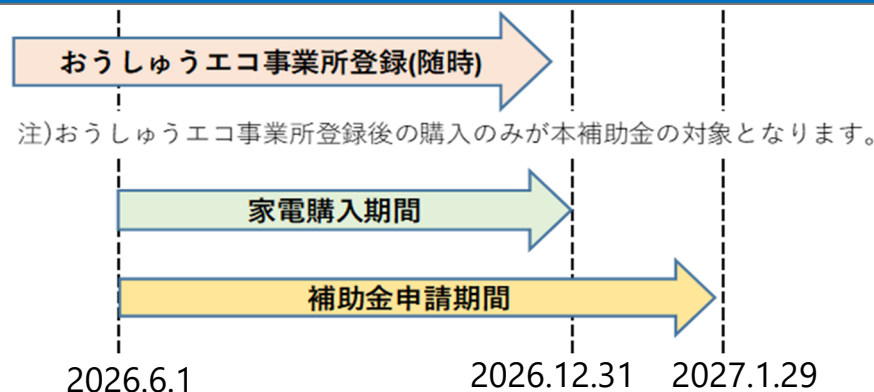 おうしゅうエコ事業所登録(随時)
注)おうしゅうエコ事業所登録後の購入のみが本補助金の対象となります。
家電購入期間
補助金申請期間
2026.6.1
2026.12.31
2027.1.29